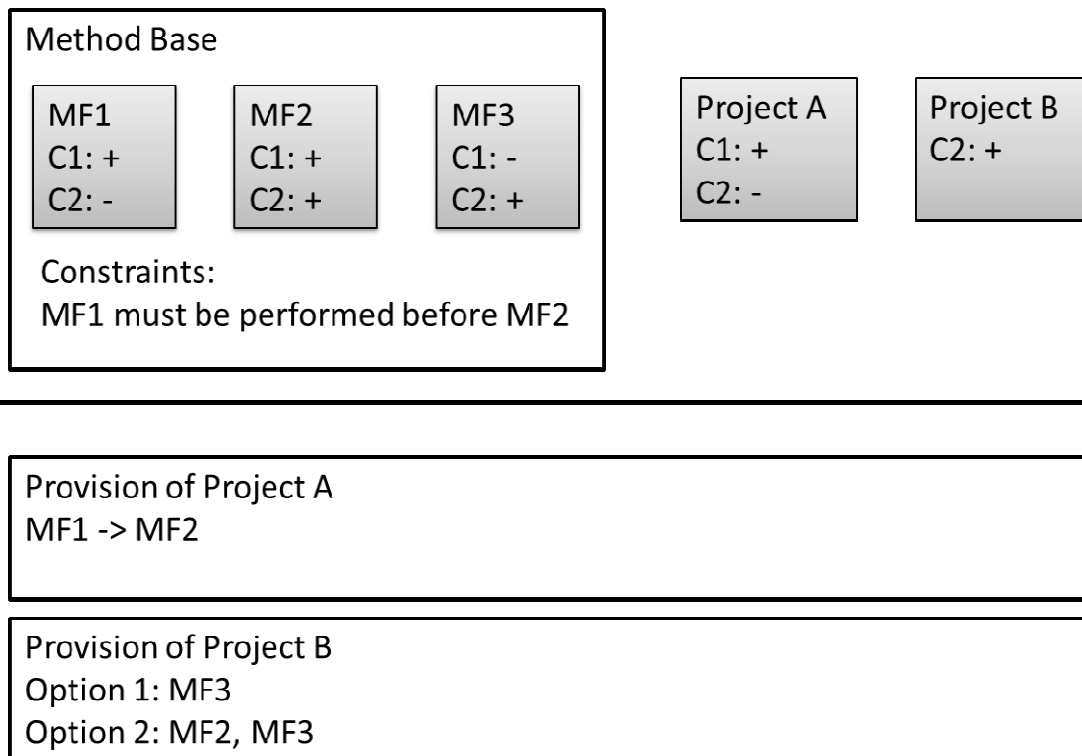 Method Base
MF1
C1: +
C2: -
MF2
C1: +
C2: +
MF3
C1: -
C2: +
Constraints:
MF1 must be performed before MF2
Project A
C1: +
C2: -
Project B
C2: +
Provision of Project A
MF1 -> MF2
Provision of Project B
Option 1: MF3
Option 2: MF2, MF3